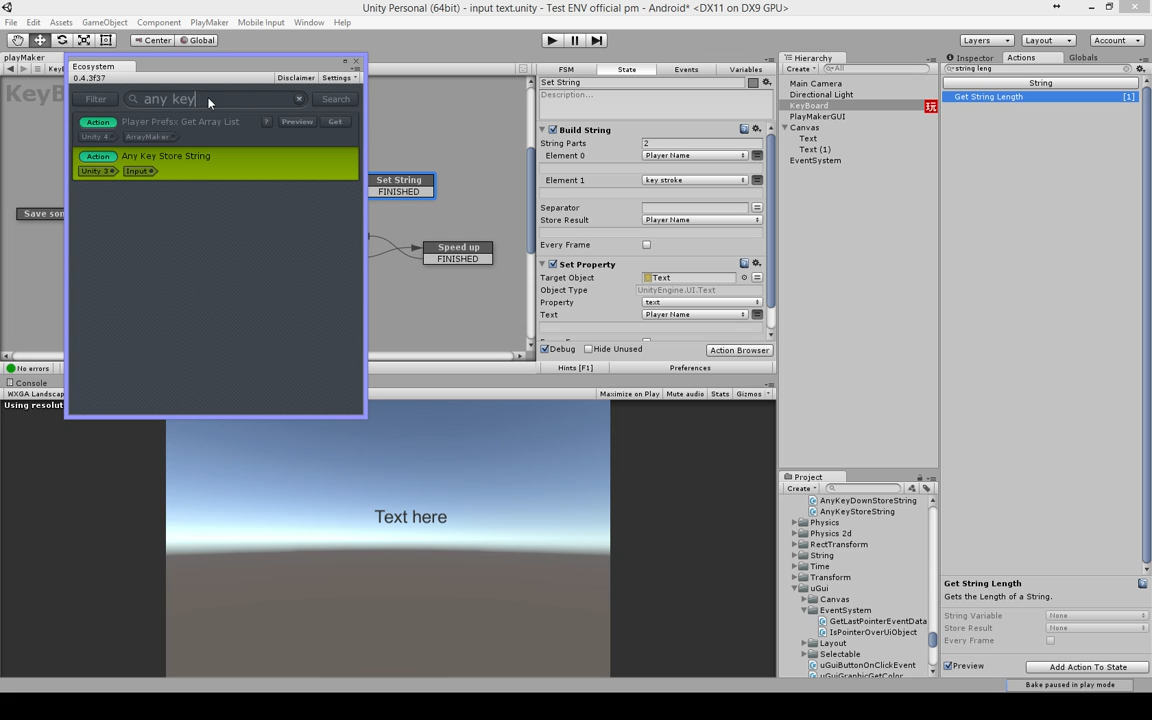 Unity Personal (64bit) - input text.unity - Test ENV official pm - Android* <DX11 on DX9 GPU>
File Edit Assets GameObject Component PlayMaker Mobile Input Window Help
Center Global
Layers Layout Account
playMaker
Ecosystem
0.4.3f37
Disclaimer Settings
Filter any key Search
Action Player Prefsx Get Array List ? Preview Get
Unity 4 ArrayMaker
Action Any Key Store String
Unity 3 Input
KeyB
Save som
Set String
FINISHED
Speed up
FINISHED
No errors
FSM State Events Variables
Set String
Description...
Build String
String Parts 2
Element 0 Player Name
Element 1 key stroke
Separator
Store Result Player Name
Every Frame
Set Property
Target Object Text
Object Type UnityEngine.UI.Text
Property text
Text Player Name
Debug Hide Unused Action Browser
Hints [F1] Preferences
Console
WXGA Landscap
Maximize on Play Mute audio Stats Gizmos
Using resolut
Text here
Hierarchy
Create All
Main Camera
Directional Light
KeyBoard 玩
PlayMakerGUI
Canvas
Text
Text (1)
EventSystem
Project
Create
AnyKeyDownStoreString
AnyKeyStoreString
Physics
Physics 2d
RectTransform
String
Time
Transform
uGui
Canvas
EventSystem
GetLastPointerEventData
IsPointerOverUiObject
Layout
Selectable
uGuiButtonOnClickEvent
uGuiGraphicGetColor
Inspector Actions Globals
string leng
String
Get String Length [1]
Get String Length
Gets the Length of a String.
String Variable None
Store Result None
Every Frame
Preview Add Action To State
Bake paused in play mode